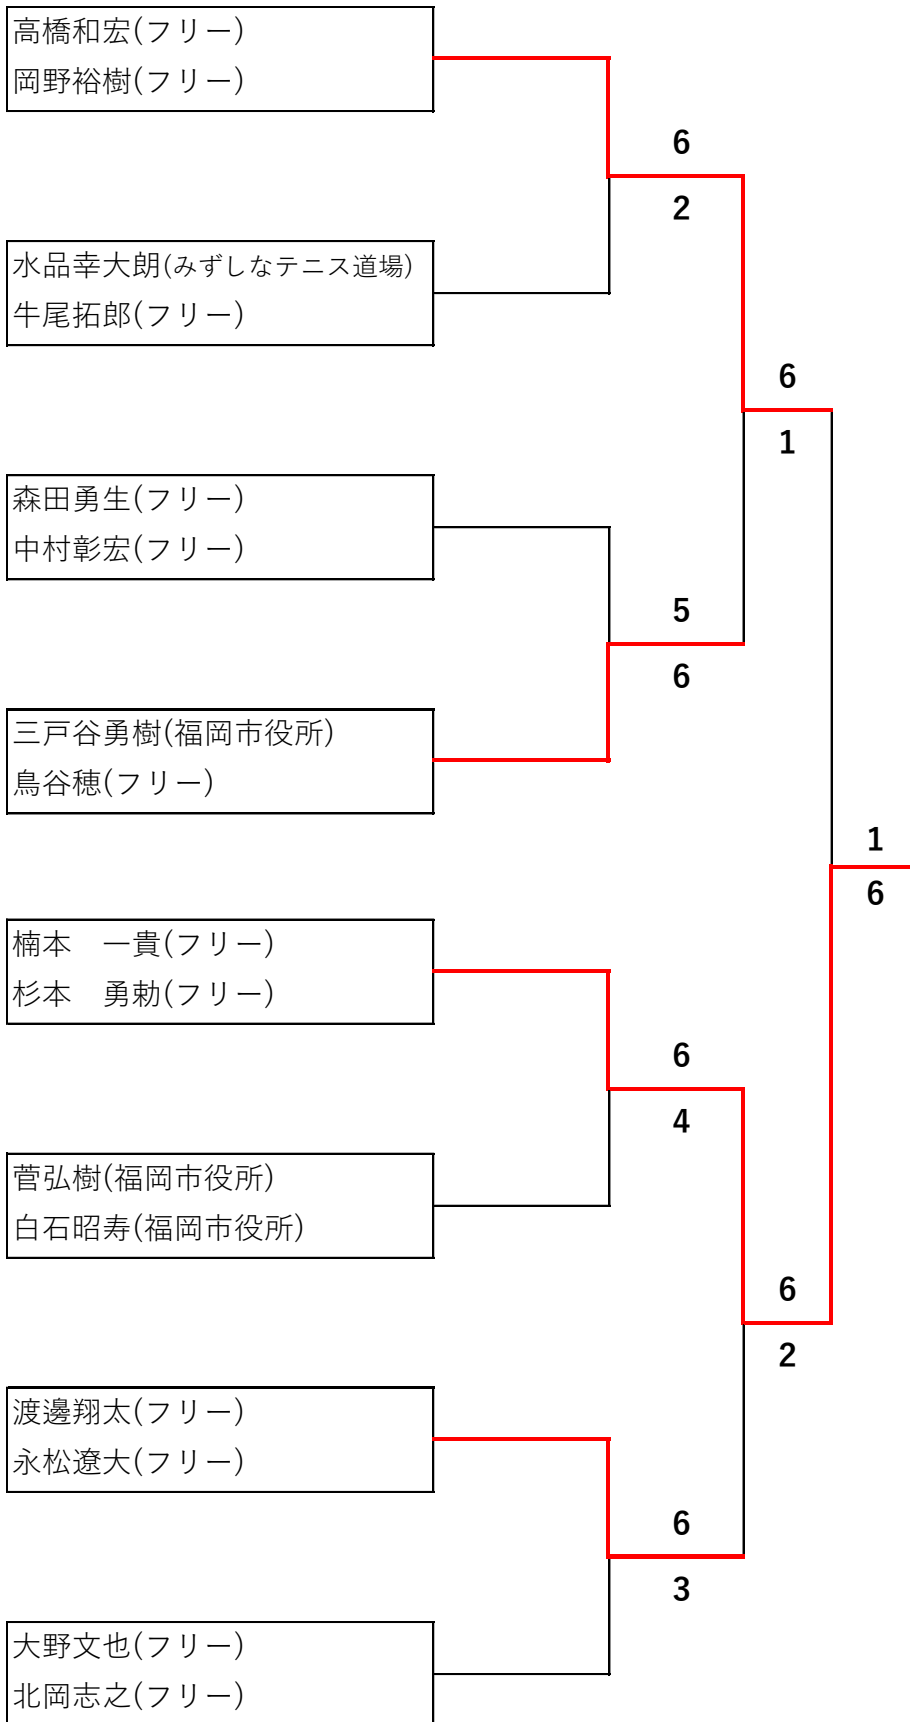 高橋和宏(フリー)
岡野裕樹(フリー)
6
2
水品幸大朗(みずしなテニス道場)
牛尾拓郎(フリー)
6
1
森田勇生(フリー)
中村彰宏(フリー)
5
6
三戸谷勇樹(福岡市役所)
鳥谷穂(フリー)
1
6
楠本　一貴(フリー)
杉本　勇勅(フリー)
6
4
菅弘樹(福岡市役所)
白石昭寿(福岡市役所)
6
2
渡邊翔太(フリー)
永松遼大(フリー)
6
3
大野文也(フリー)
北岡志之(フリー)